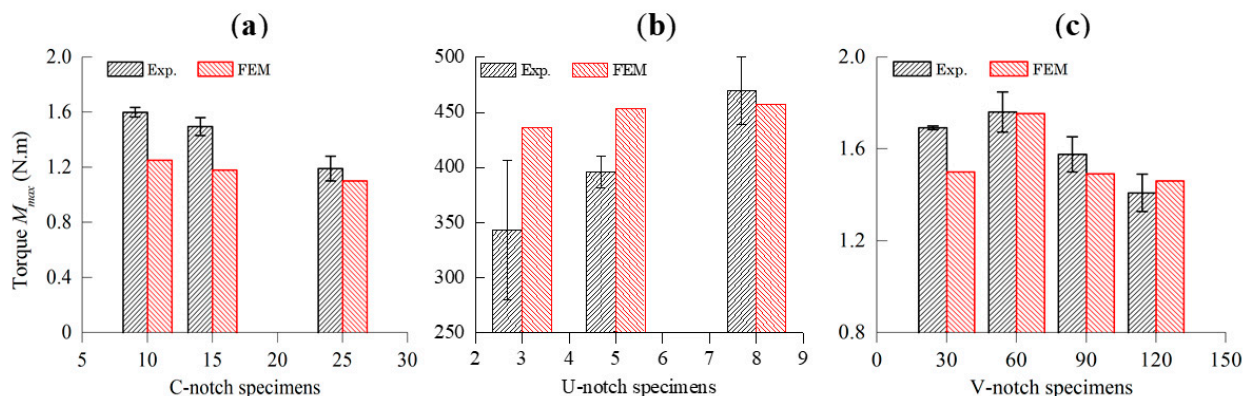 (a)
(b)
(c)
Torque M_max (N.m)
2.0
1.6
1.2
0.8
0.4
0
Exp.
FEM
5
10
15
20
25
30
C-notch specimens
500
450
400
350
300
250
Exp.
FEM
2
3
4
5
6
7
8
9
U-notch specimens
2.0
1.6
1.2
0.8
Exp.
FEM
0
30
60
90
120
150
V-notch specimens